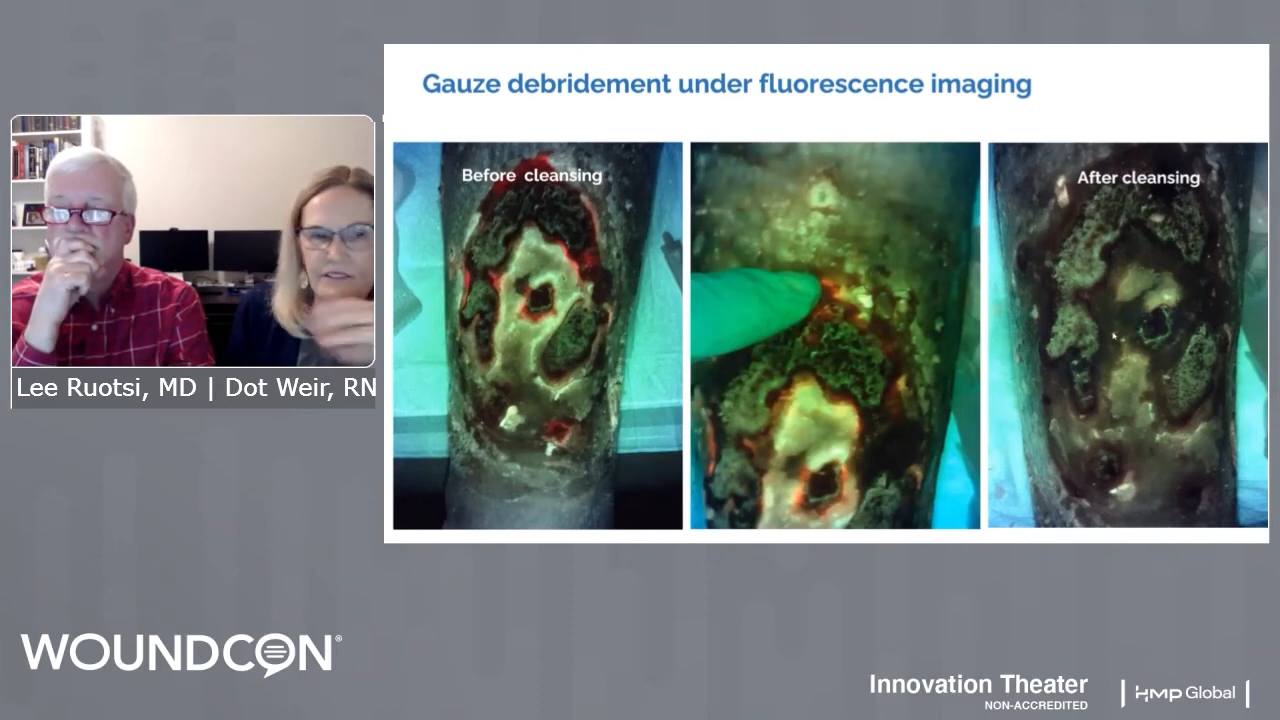 Gauze debridement under fluorescence imaging
Before cleansing
After cleansing
Lee Ruotsi, MD | Dot Weir, RN
WOUNDCON®
Innovation Theater
NON-ACCREDITED
HMP Global